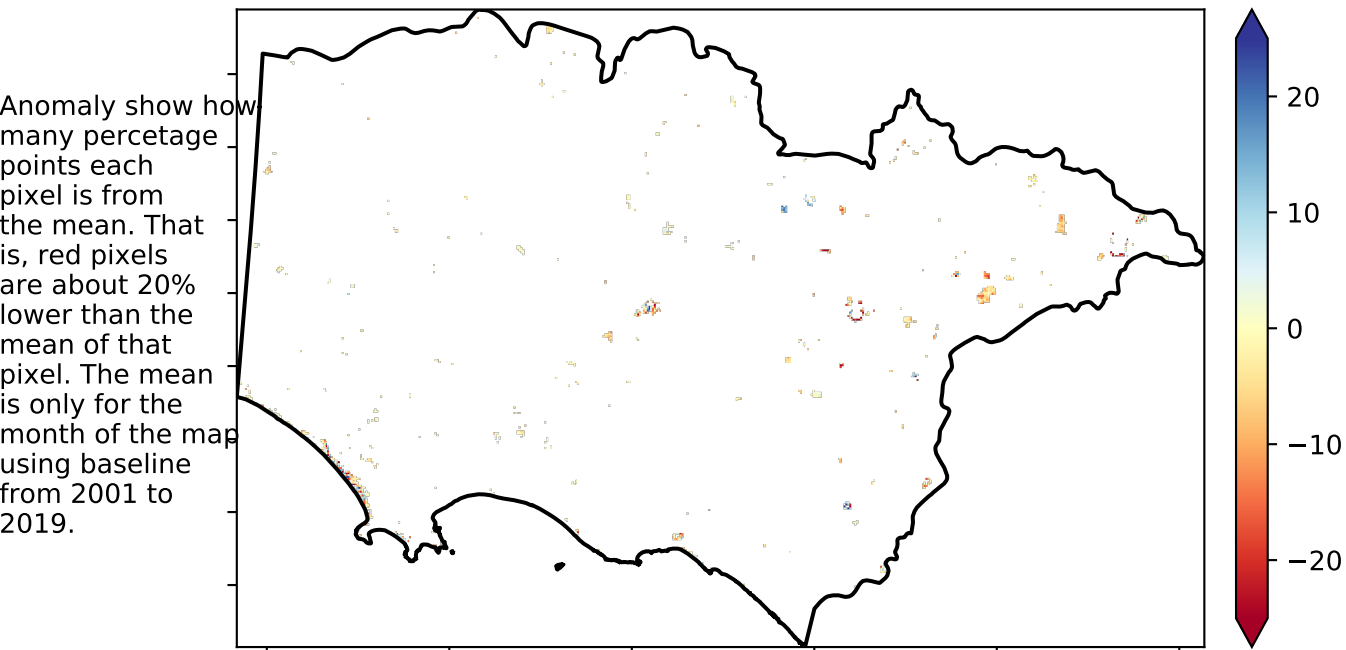 Anomaly show how
many percetage
points each
pixel is from
the mean. That
is, red pixels
are about 20%
lower than the
mean of that
pixel. The mean
is only for the
month of the map
using baseline
from 2001 to
2019.
20
10
0
−10
−20